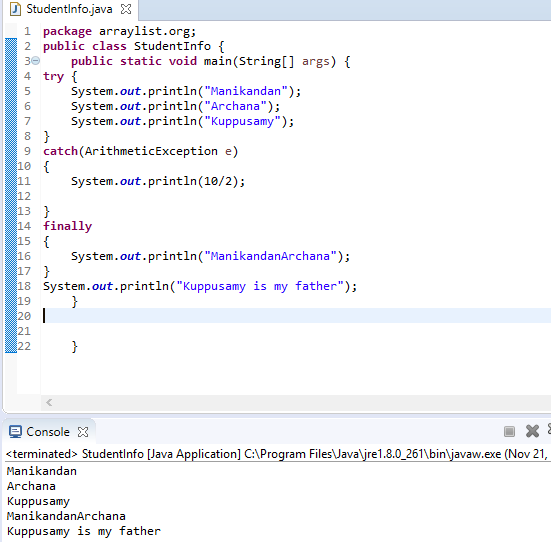 StudentInfo.java
1 package arraylist.org;
2 public class StudentInfo {
3 public static void main(String[] args) {
4 try {
5 System.out.println("Manikandan");
6 System.out.println("Archana");
7 System.out.println("Kuppusamy");
8 }
9 catch(ArithmeticException e)
10 {
11 System.out.println(10/2);
12
13 }
14 finally
15 {
16 System.out.println("ManikandanArchana");
17 }
18 System.out.println("Kuppusamy is my father");
19 }
20
21
22 }
Console
<terminated> StudentInfo [Java Application] C:\Program Files\Java\jre1.8.0_261\bin\javaw.exe (Nov 21,
Manikandan
Archana
Kuppusamy
ManikandanArchana
Kuppusamy is my father